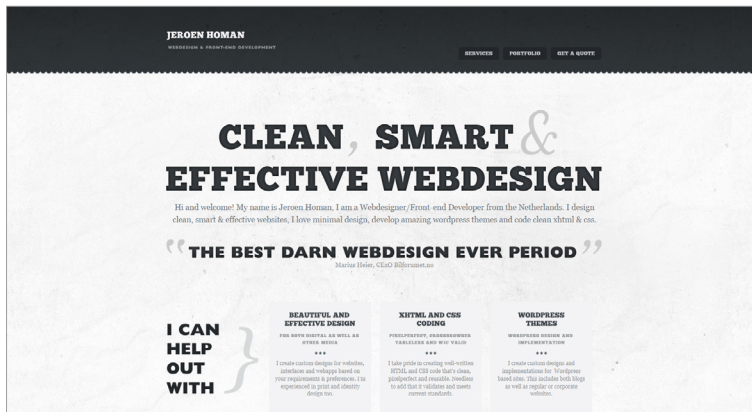 JEROEN HOMAN
WEBDESIGN & FRONT-END DEVELOPMENT
SERVICES PORTFOLIO GET A QUOTE
CLEAN, SMART &
EFFECTIVE WEBDESIGN
Hi and welcome! My name is Jeroen Homan, I am a Webdesigner/Front-end Developer from the Netherlands. I design
clean, smart & effective websites, I love minimal design, develop amazing wordpress themes and code clean xhtml & css.
“ THE BEST DARN WEBDESIGN EVER PERIOD ”
Marius Heier, CEO Bilforumet.no
I CAN
HELP
OUT
WITH }
BEAUTIFUL AND
EFFECTIVE DESIGN
FOR BOTH DIGITAL AS WELL AS
OTHER MEDIA
I create custom designs for websites,
interfaces and webapps based on
your requirements & preferences. I'm
experienced in print and identity
design too.
XHTML AND CSS
CODING
PIXELPERFECT, CROSSBROWSER
TABLELESS AND W3C VALID
I take pride in creating well-written
HTML and CSS code that's clean,
pixelperfect and reusable. Needless
to add that it validates and meets
current standards.
WORDPRESS
THEMES
WORDPRESS DESIGN AND
IMPLEMENTATION
I create custom designs and
implementations for Wordpress
based sites. This includes both blogs
as well as regular or corporate
websites.